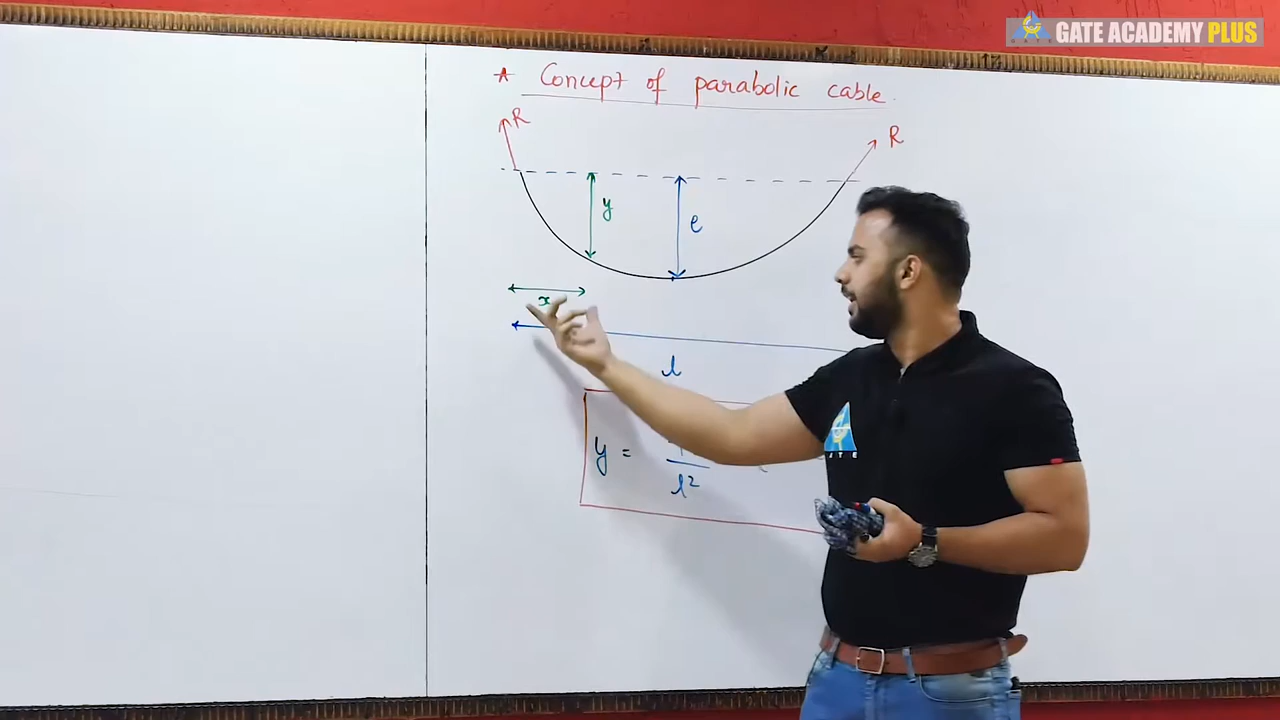 GATE ACADEMY PLUS
* Concept of parabolic cable.
R
R
y
e
x
l
y =
l²